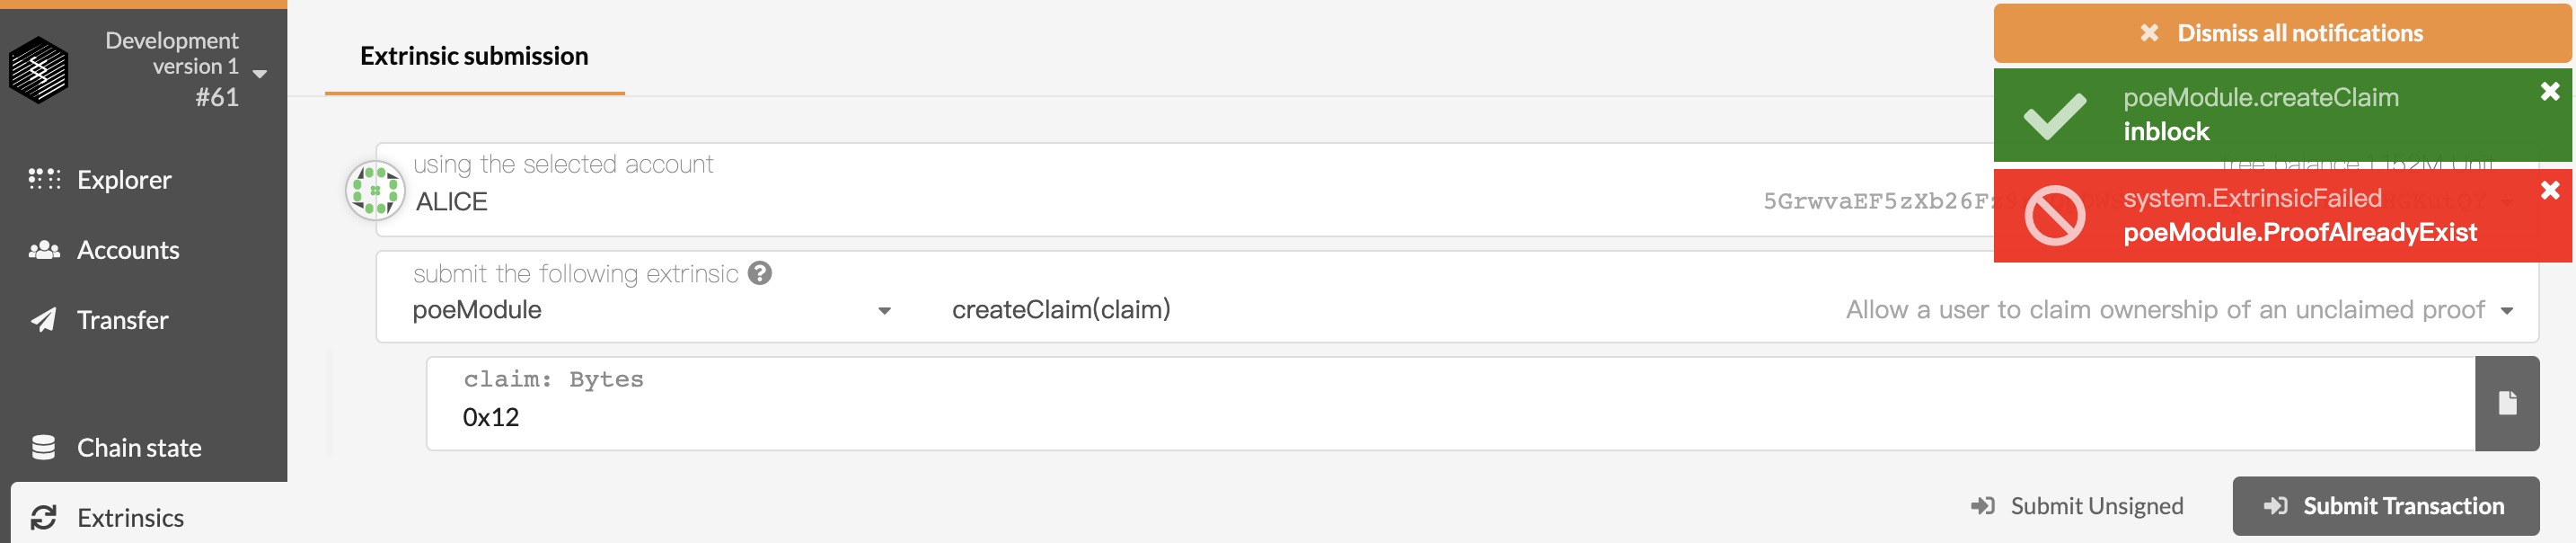 Development
version 1
#61
Explorer
Accounts
Transfer
Chain state
Extrinsics
Extrinsic submission
using the selected account
ALICE
5GrwvaEF5zXb26F
submit the following extrinsic
poeModule
createClaim(claim)
Allow a user to claim ownership of an unclaimed proof
claim: Bytes
0x12
Submit Unsigned
Submit Transaction
Dismiss all notifications
poeModule.createClaim
inblock
free balance
system.ExtrinsicFailed
poeModule.ProofAlreadyExist